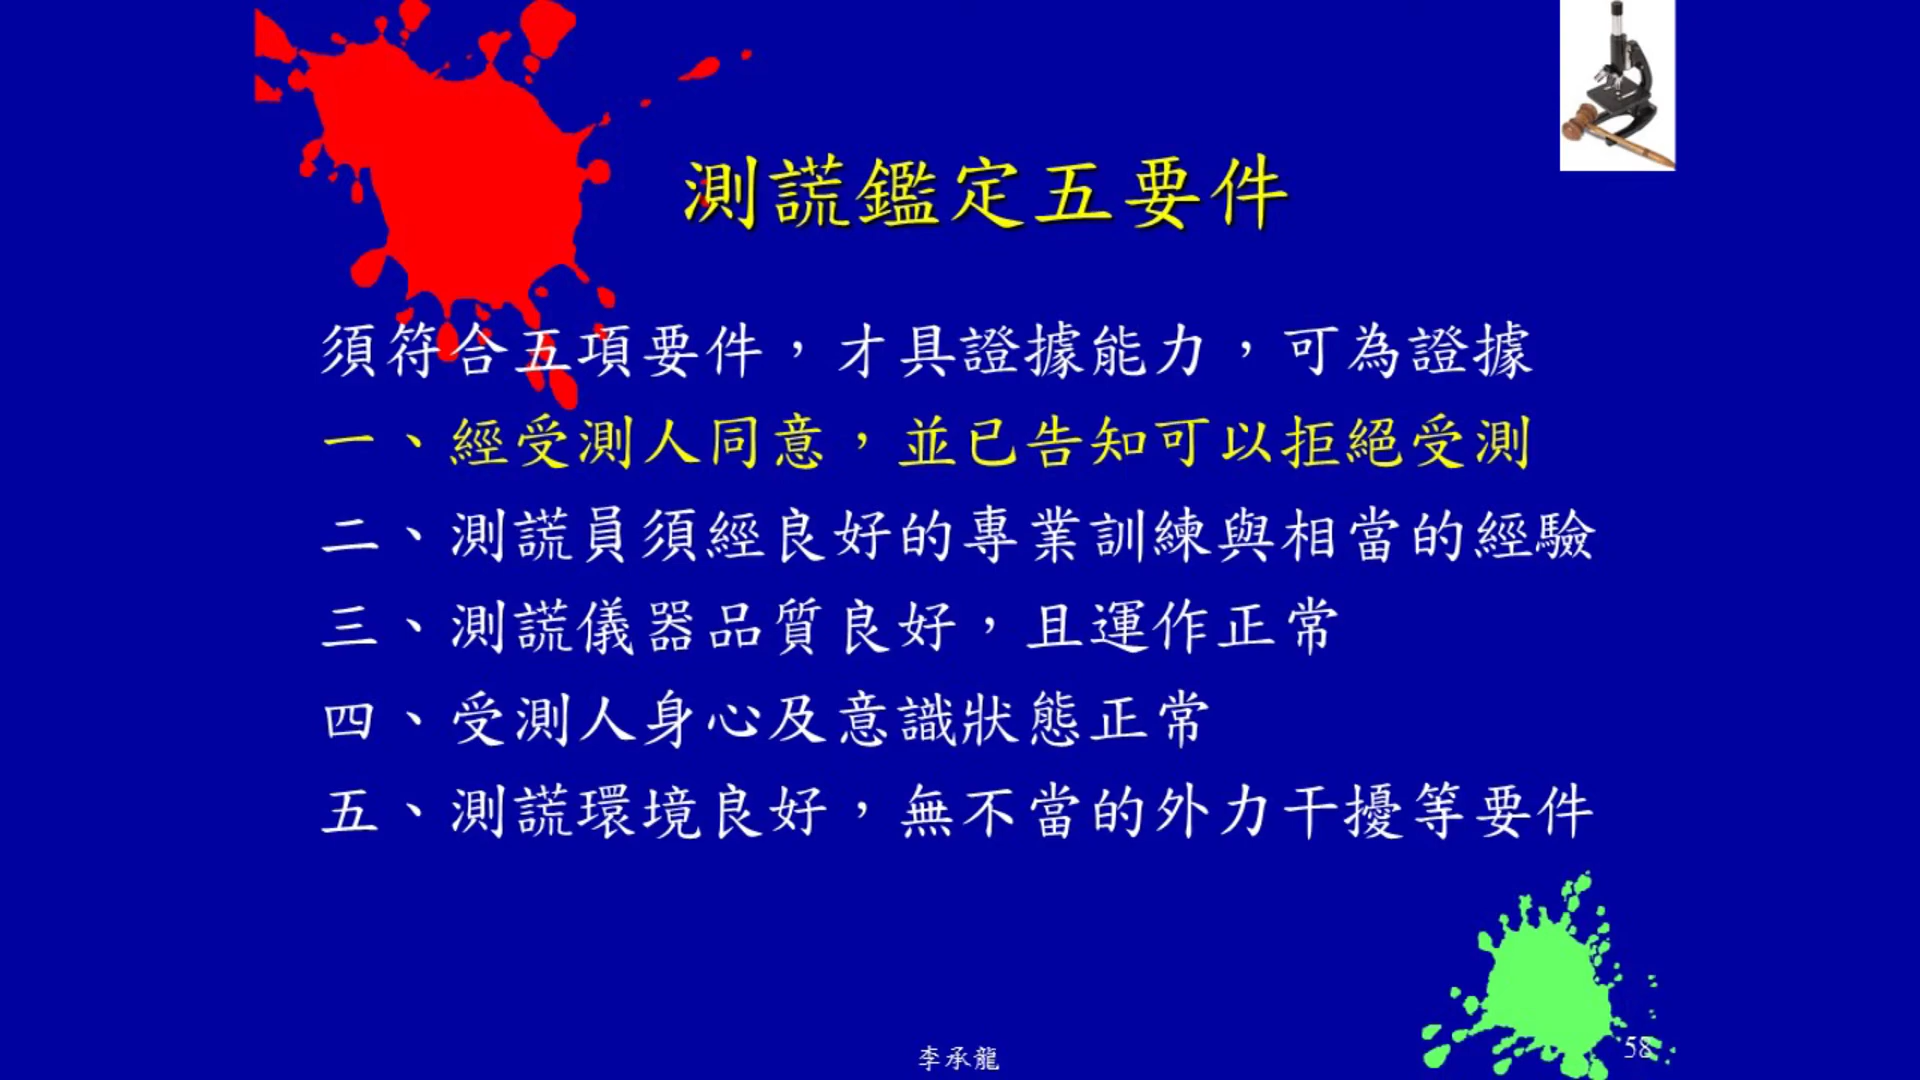 測謊鑑定五要件
須符合五項要件，才具證據能力，可為證據
一、經受測人同意，並已告知可以拒絕受測
二、測謊員須經良好的專業訓練與相當的經驗
三、測謊儀器品質良好，且運作正常
四、受測人身心及意識狀態正常
五、測謊環境良好，無不當的外力干擾等要件
李承龍
58